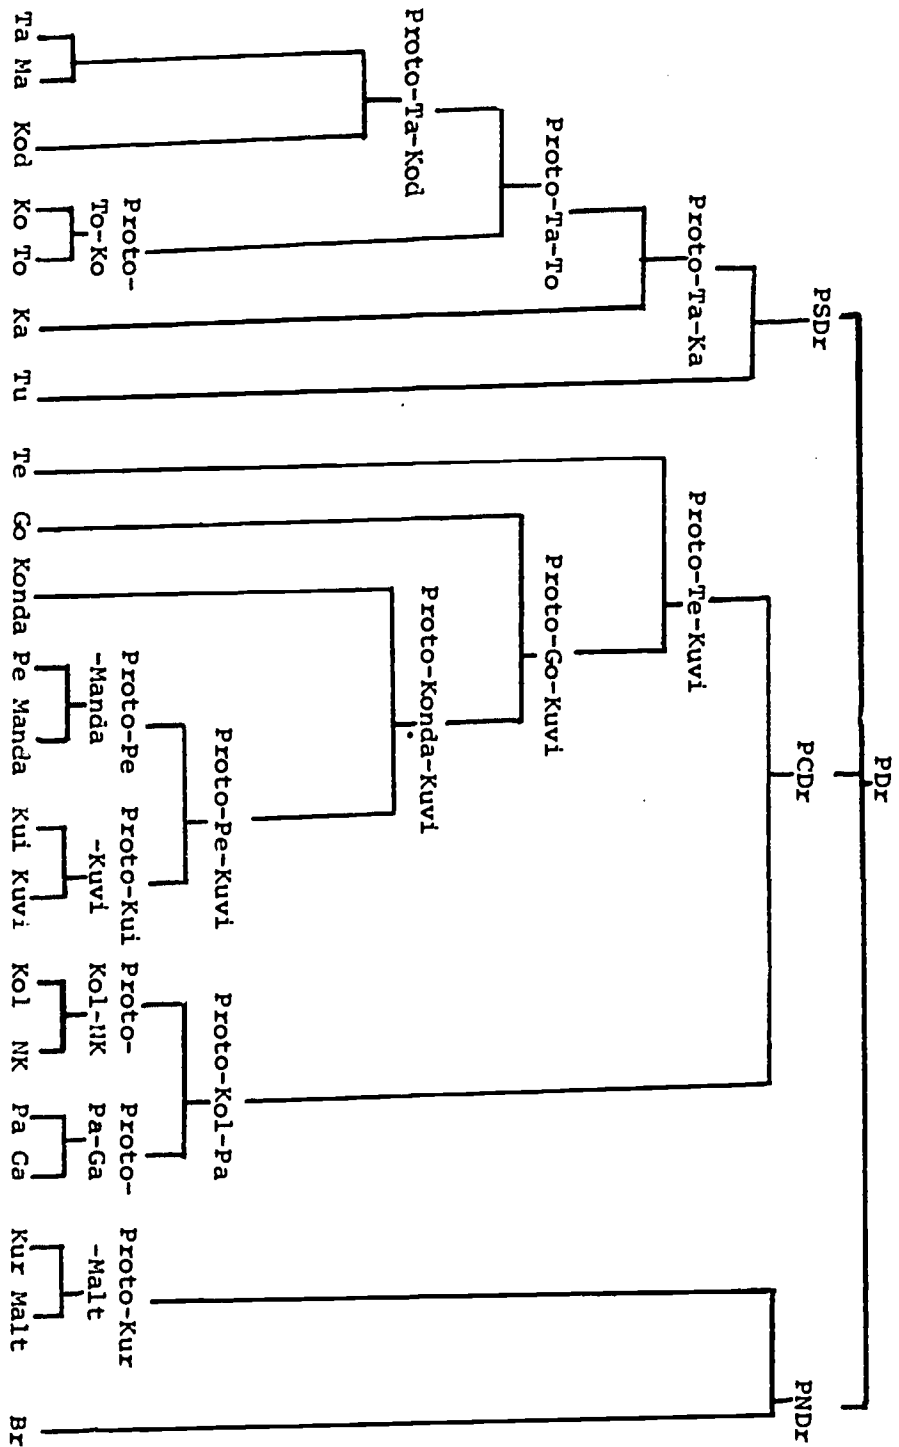 PDr
PSDr
PCDr
PNDr
Proto-Ta-Ka
Proto-Te-Kuvi
Proto-Ta-To
Proto-Go-Kuvi
Proto-Ta-Kod
Proto-Konḍa-Kuvi
Proto-Pe-Kuvi
Proto-Kol-Pa
Proto-
To-Ko
Proto-Pe
-Manda
Proto-Kui
-Kuvi
Proto-
Kol-NK
Proto-
Pa-Ga
Proto-Kur
-Malt
Ta Ma Kod Ko To Ka Tu Te Go Konda Pe Manda Kui Kuvi Kol NK Pa Ga Kur Malt Br